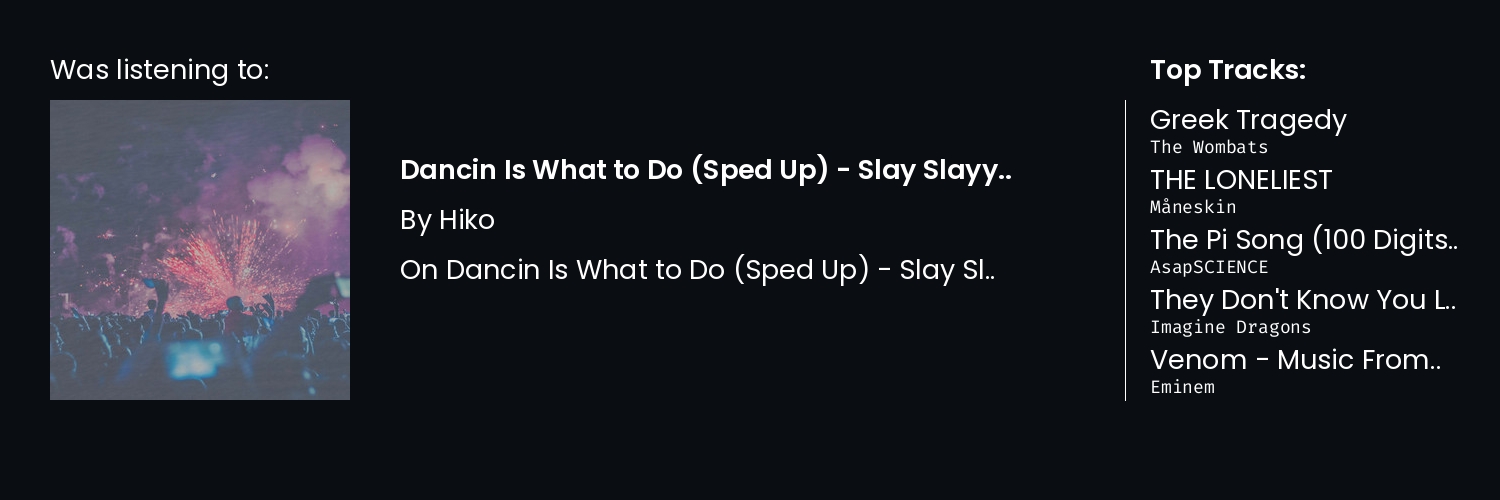 Was listening to:
Dancin Is What to Do (Sped Up) - Slay Slayy..
By Hiko
On Dancin Is What to Do (Sped Up) - Slay Sl..
Top Tracks:
Greek Tragedy
The Wombats
THE LONELIEST
Måneskin
The Pi Song (100 Digits..
AsapSCIENCE
They Don't Know You L..
Imagine Dragons
Venom - Music From..
Eminem